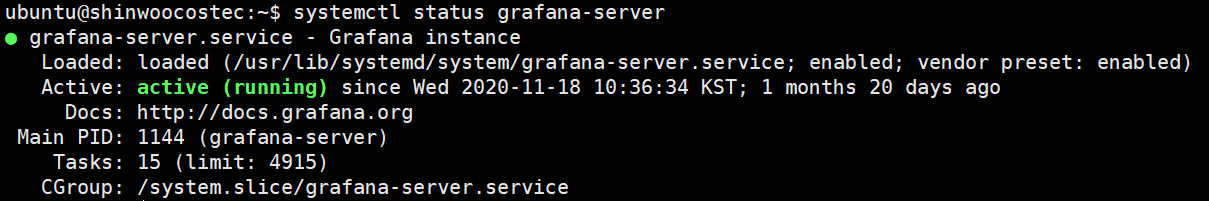 ubuntu@shinwoocostec:~$ systemctl status grafana-server
● grafana-server.service - Grafana instance
Loaded: loaded (/usr/lib/systemd/system/grafana-server.service; enabled; vendor preset: enabled)
Active: active (running) since Wed 2020-11-18 10:36:34 KST; 1 months 20 days ago
Docs: http://docs.grafana.org
Main PID: 1144 (grafana-server)
Tasks: 15 (limit: 4915)
CGroup: /system.slice/grafana-server.service